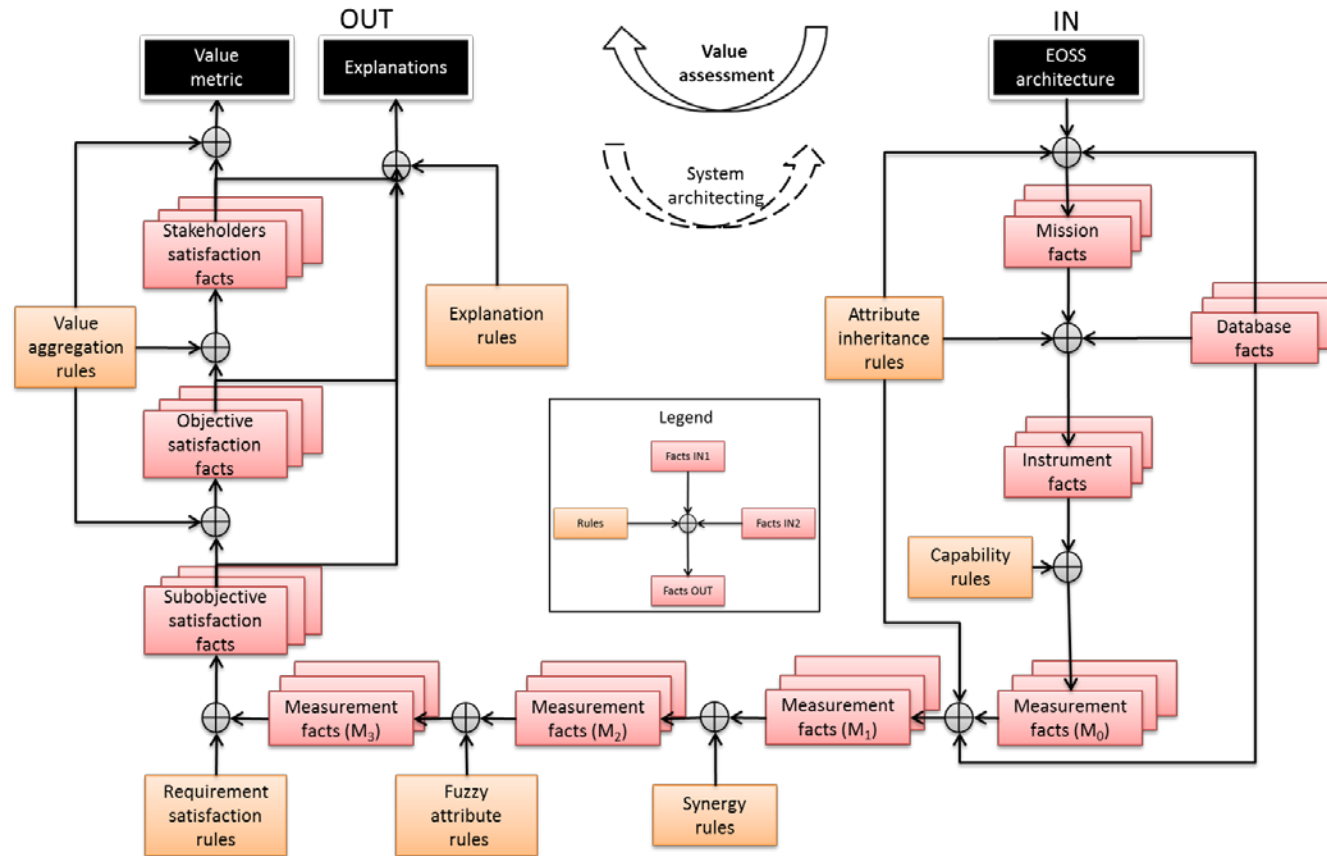 OUT
IN
Value
metric
Explanations
Value
assessment
EOSS
architecture
System
architecting
Stakeholders
satisfaction
facts
Mission
facts
Value
aggregation
rules
Explanation
rules
Attribute
inheritance
rules
Database
facts
Objective
satisfaction
facts
Legend
Facts IN1
Rules
Facts IN2
Facts OUT
Instrument
facts
Capability
rules
Subobjective
satisfaction
facts
Measurement
facts (M₃)
Measurement
facts (M₂)
Measurement
facts (M₁)
Measurement
facts (M₀)
Requirement
satisfaction
rules
Fuzzy
attribute
rules
Synergy
rules